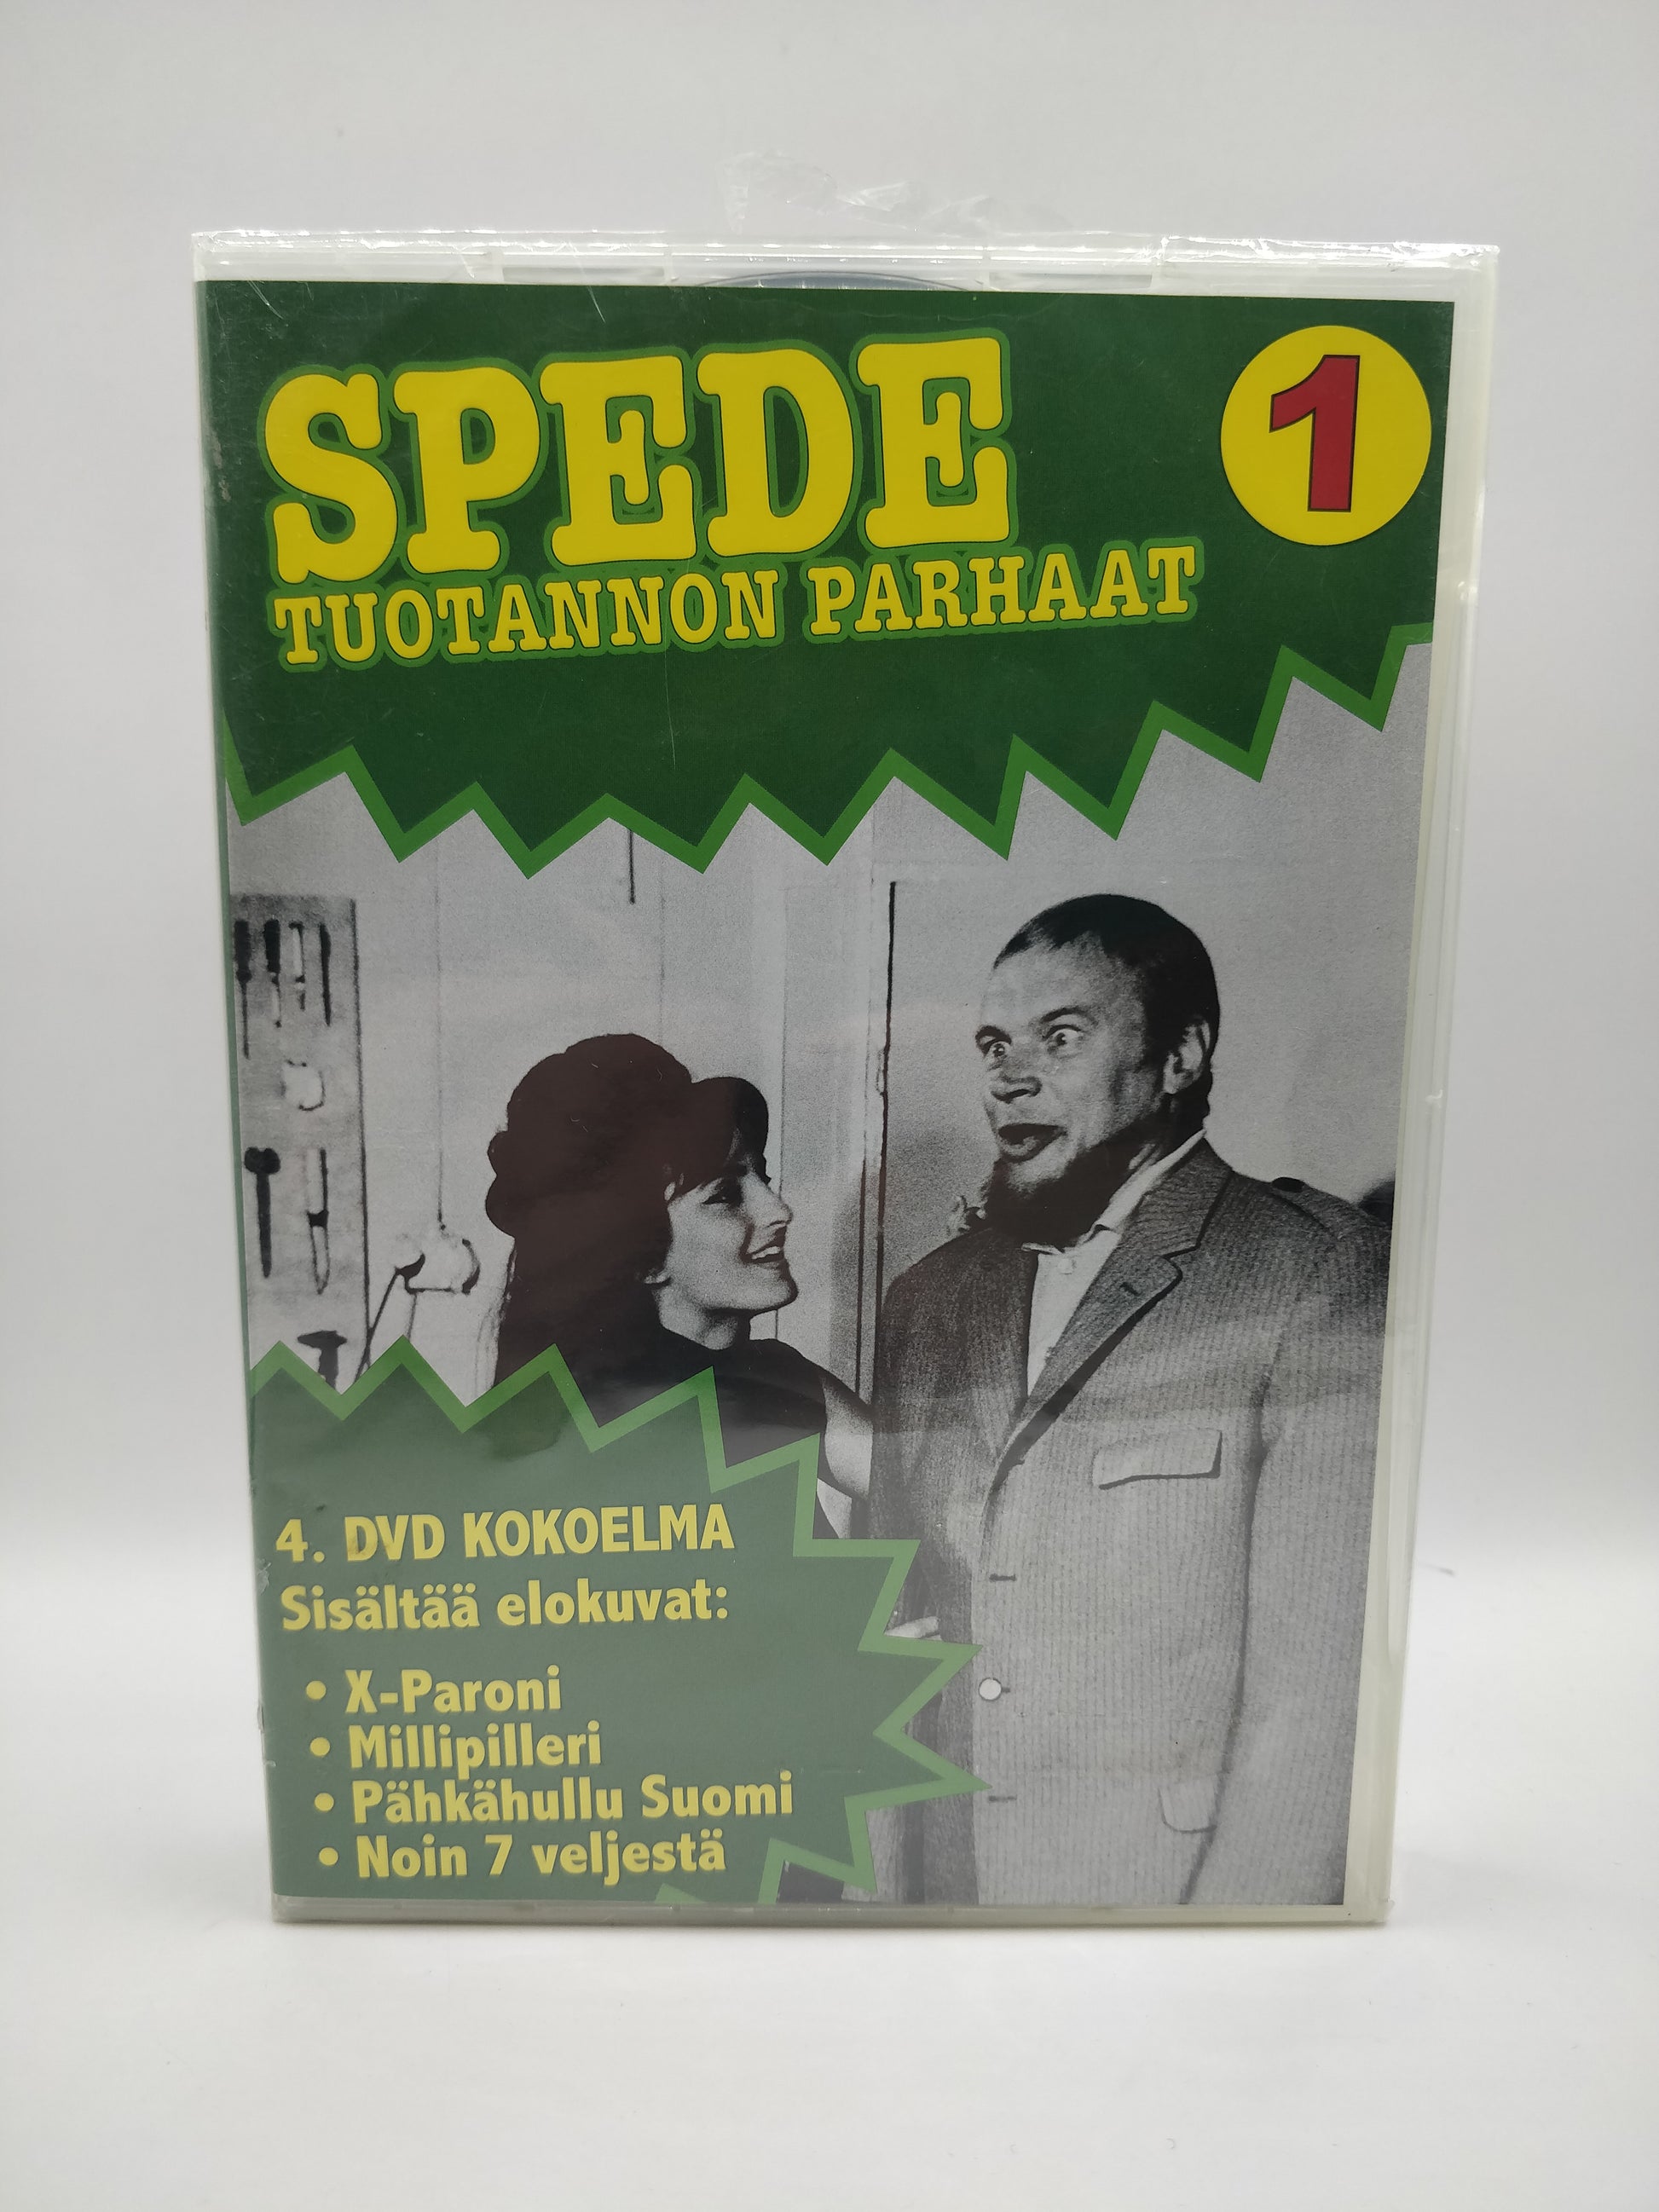 SPEDE
1
TUOTANNON PARHAAT
4. DVD KOKOELMA
Sisältää elokuvat:
• X-Paroni
• Millipilleri
• Pähkähullu Suomi
• Noin 7 veljestä